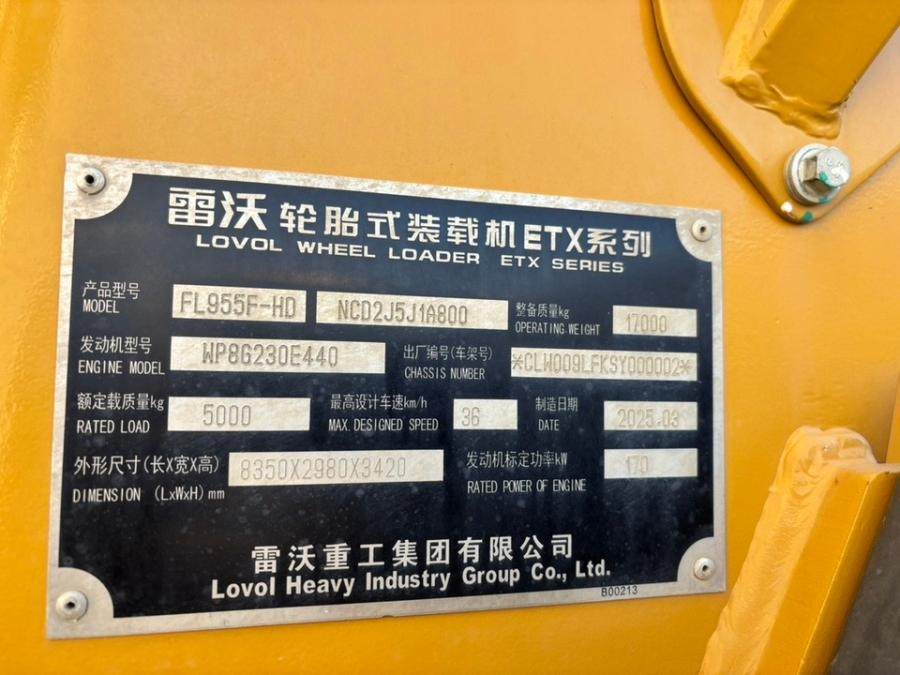 雷沃 轮胎式装载机ETX系列
LOVOL WHEEL LOADER ETX SERIES
产品型号 MODEL FL955F-HD NCD2J5J1A800 整备质量kg OPERATING WEIGHT 17000
发动机型号 ENGINE MODEL WP8G230E440 出厂编号(车架号) CHASSIS NUMBER *CLW009LFKSY000002*
额定载质量kg RATED LOAD 5000 最高设计车速km/h MAX.DESIGNED SPEED 36 制造日期 DATE 2025.03
外形尺寸(长X宽X高) DIMENSION (LxWxH) mm 8350X2980X3420 发动机标定功率kW RATED POWER OF ENGINE 170
雷沃重工集团有限公司
Lovol Heavy Industry Group Co., Ltd.
B00213